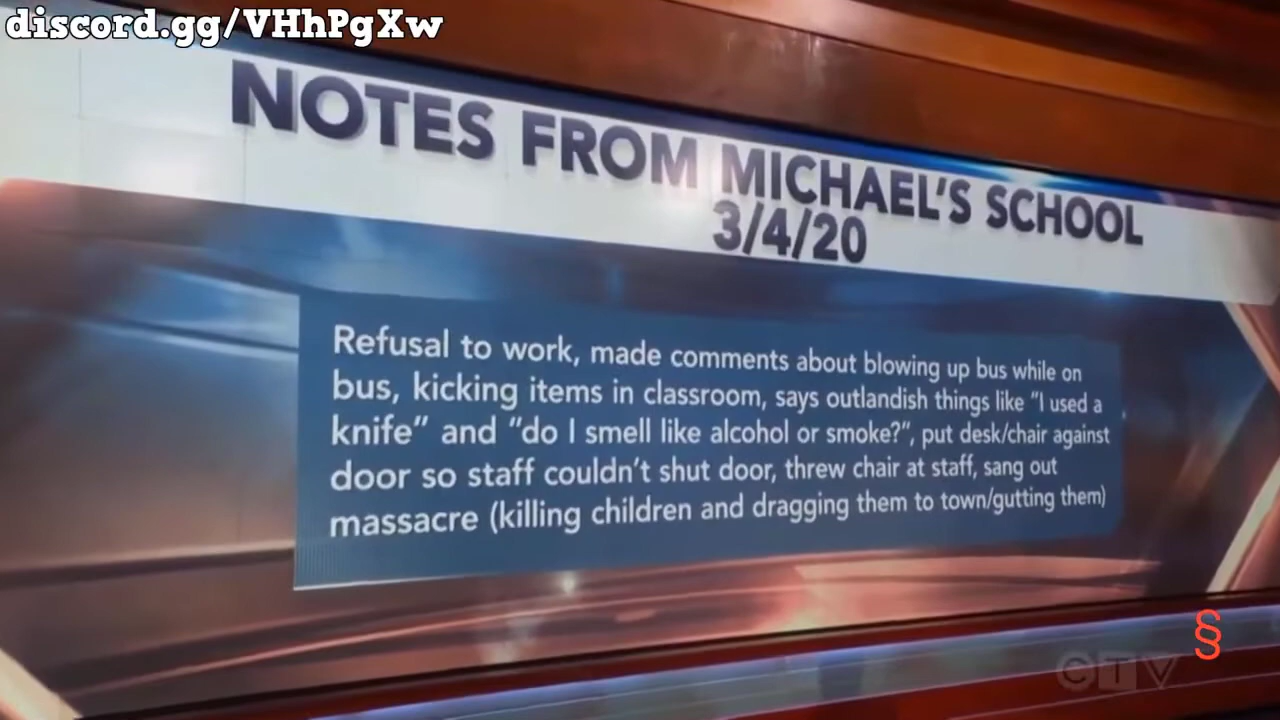 discord.gg/VHhPgXw
NOTES FROM MICHAEL'S SCHOOL
3/4/20
Refusal to work, made comments about blowing up bus while on
bus, kicking items in classroom, says outlandish things like "I used a
knife" and "do I smell like alcohol or smoke?", put desk/chair against
door so staff couldn't shut door, threw chair at staff, sang out
massacre (killing children and dragging them to town/gutting them)
§
CTV